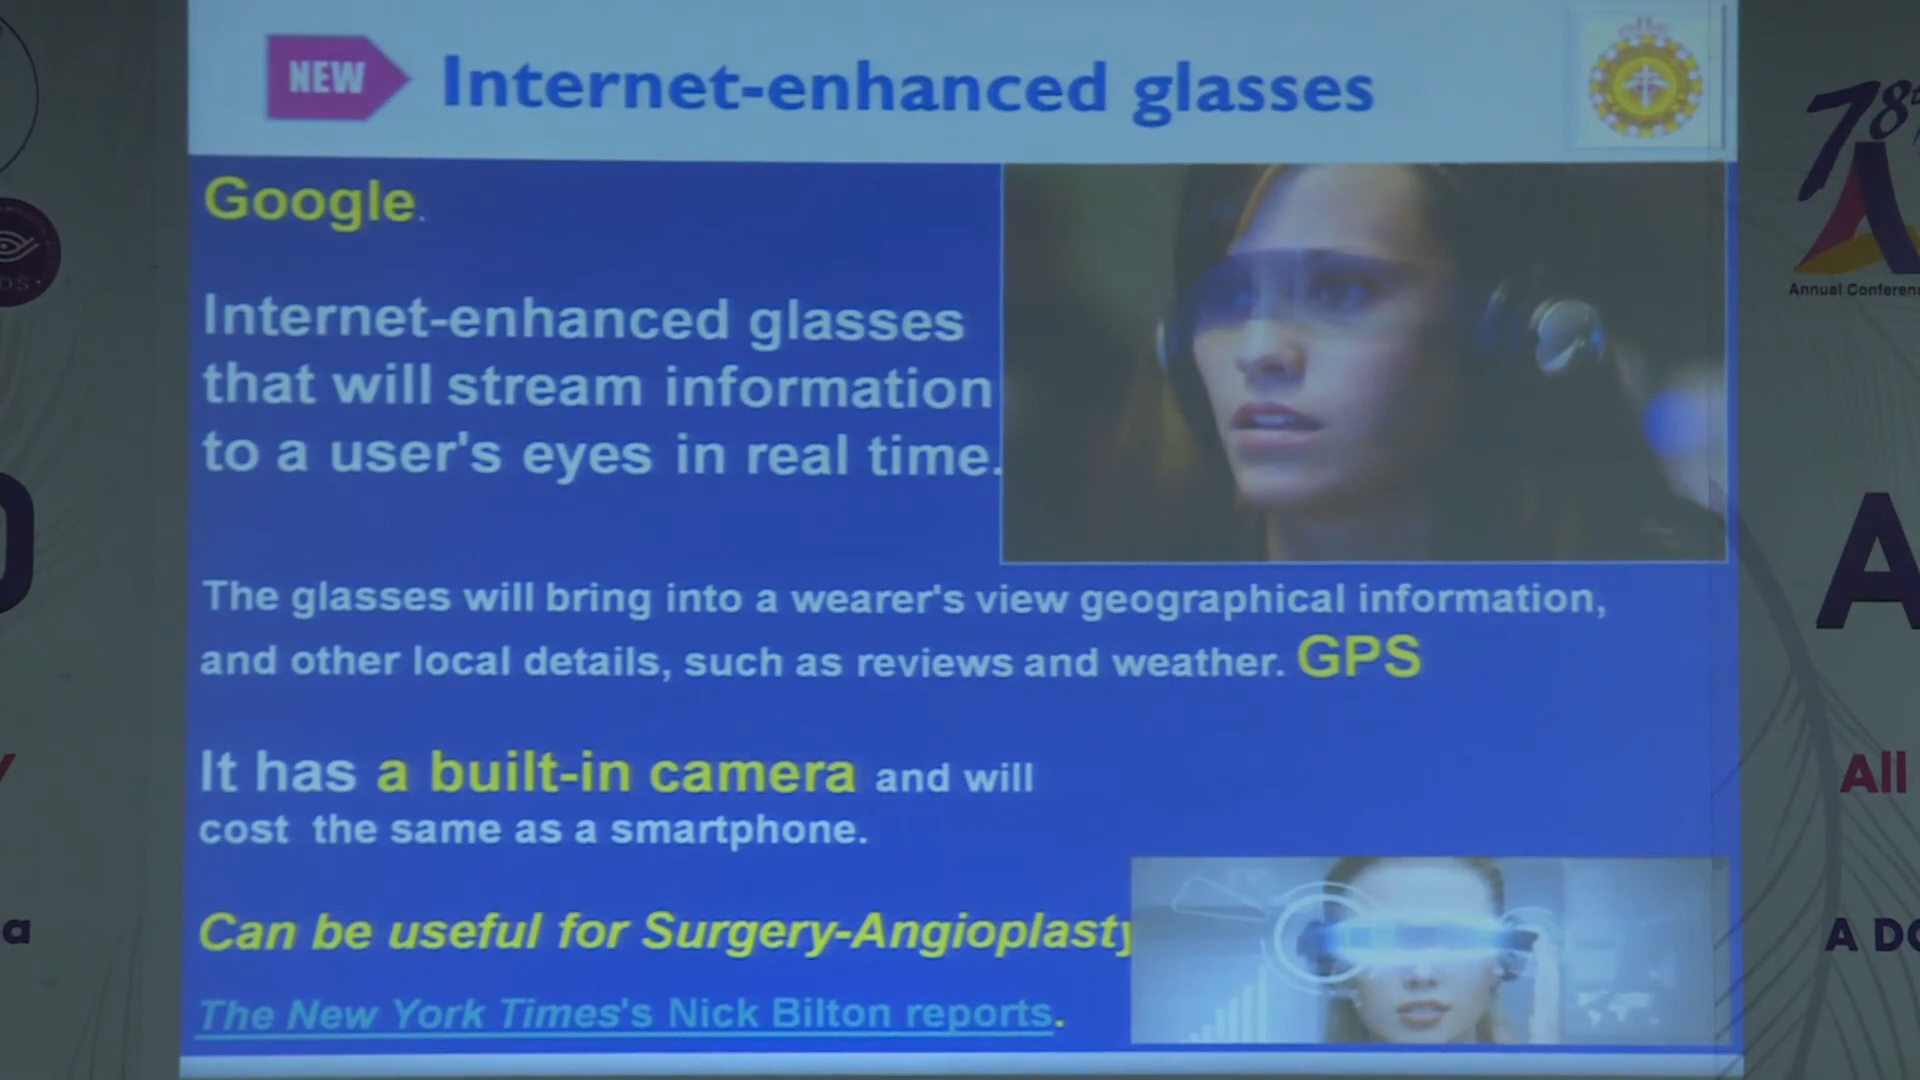 NEW Internet-enhanced glasses
Google.
Internet-enhanced glasses
that will stream information
to a user's eyes in real time.
The glasses will bring into a wearer's view geographical information,
and other local details, such as reviews and weather. GPS
It has a built-in camera and will
cost the same as a smartphone.
Can be useful for Surgery-Angioplasty
The New York Times's Nick Bilton reports.
78t
Annual Conferen
A
All
A DO
a